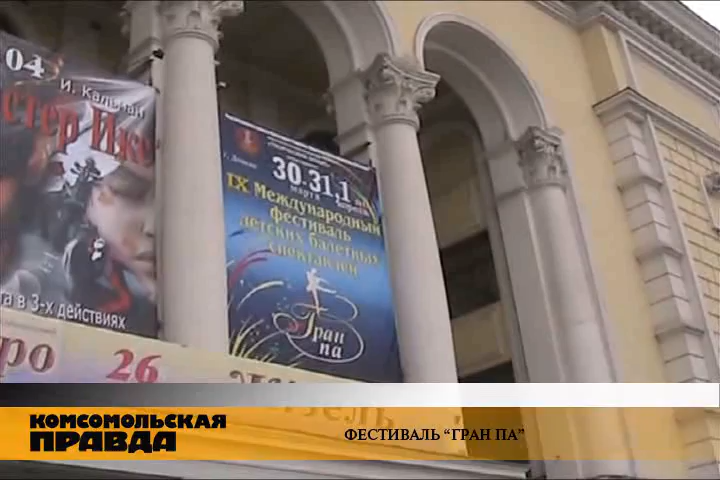 04
И. Кальман
стер Икс
та в 3-х действиях
г. Донецк
30-31,1
марта
апреля
IX Международный
фестиваль
детских балетных
спектаклей
Гран
па
ро
26
КОМСОМОЛЬСКАЯ
ПРАВДА
ФЕСТИВАЛЬ “ГРАН ПА”